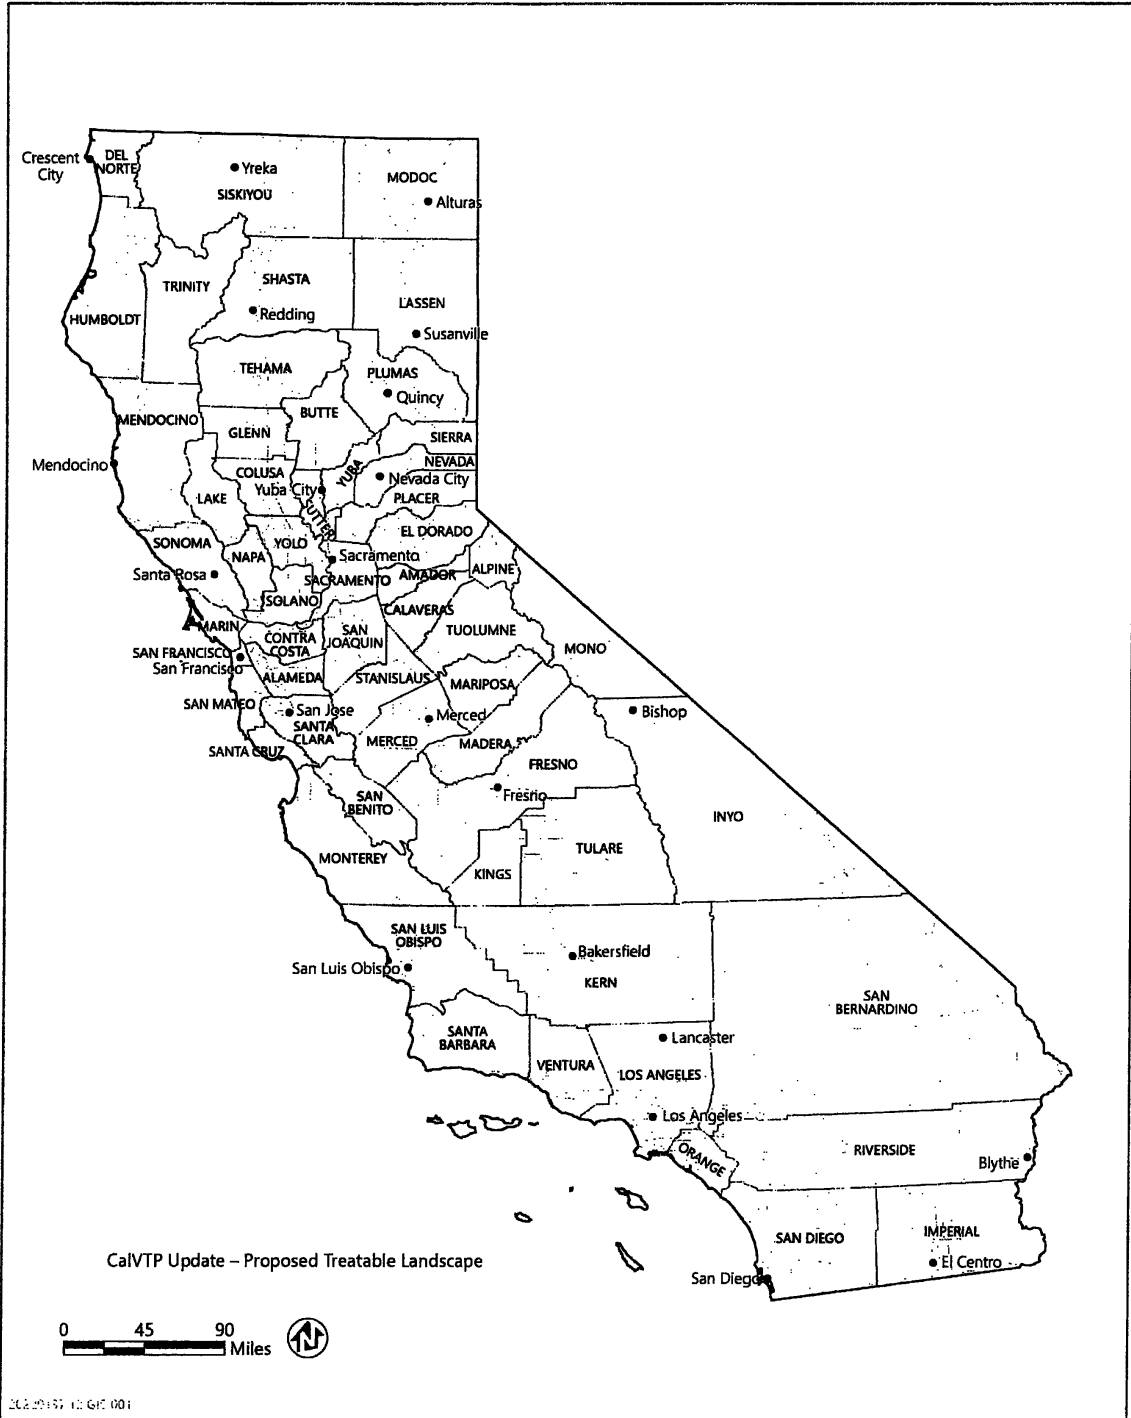 Crescent
City
DEL
NORTE
Yreka
SISKIYOU
MODOC
Alturas
TRINITY
SHASTA
Redding
LASSEN
Susanville
HUMBOLDT
TEHAMA
PLUMAS
Quincy
MENDOCINO
GLENN
BUTTE
SIERRA
NEVADA
Mendocino
COLUSA
Yuba City
YUBA
Nevada City
PLACER
LAKE
SUTTER
EL DORADO
SONOMA
NAPA
YOLO
Sacramento
Santa Rosa
SACRAMENTO
AMADOR
ALPINE
SOLANO
CALAVERAS
MARIN
CONTRA
COSTA
SAN
JOAQUIN
TUOLUMNE
MONO
SAN FRANCISCO
San Francisco
ALAMEDA
STANISLAUS
MARIPOSA
SAN MATEO
San Jose
SANTA
CLARA
Merced
MERCED
MADERA
Bishop
SANTA CRUZ
FRESNO
Fresno
SAN
BENITO
INYO
MONTEREY
KINGS
TULARE
SAN LUIS
OBISPO
San Luis Obispo
Bakersfield
KERN
SAN
BERNARDINO
SANTA
BARBARA
Lancaster
VENTURA
LOS ANGELES
Los Angeles
ORANGE
RIVERSIDE
Blythe
SAN DIEGO
IMPERIAL
El Centro
San Diego
CalVTP Update – Proposed Treatable Landscape
0 45 90
Miles
N